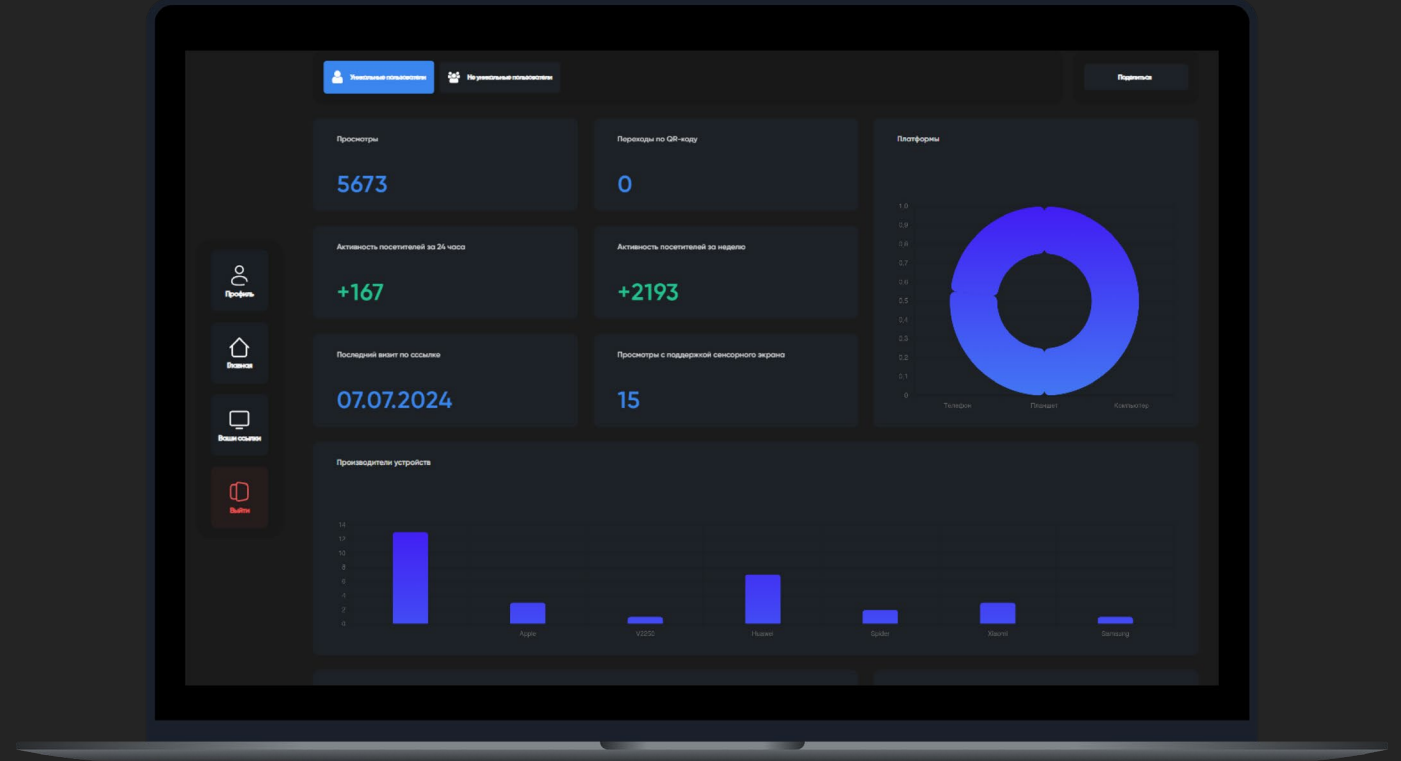 Уникальные пользователи
Не уникальные пользователи
Поделиться
Просмотры
5673
Переходы по QR-коду
0
Платформы
Активность посетителей за 24 часа
+167
Активность посетителей за неделю
+2193
Последний визит по сссылке
07.07.2024
Просмотры с поддержкой сенсорного экрана
15
1,0
0,9
0,8
0,7
0,6
0,5
0,4
0,3
0,2
0,1
0
Телефон
Планшет
Компьютер
Профиль
Главная
Ваши ссылки
Выйти
Производители устройств
14
12
10
8
6
4
2
0
Apple
V2250
Huawei
Spider
Xiaomi
Samsung